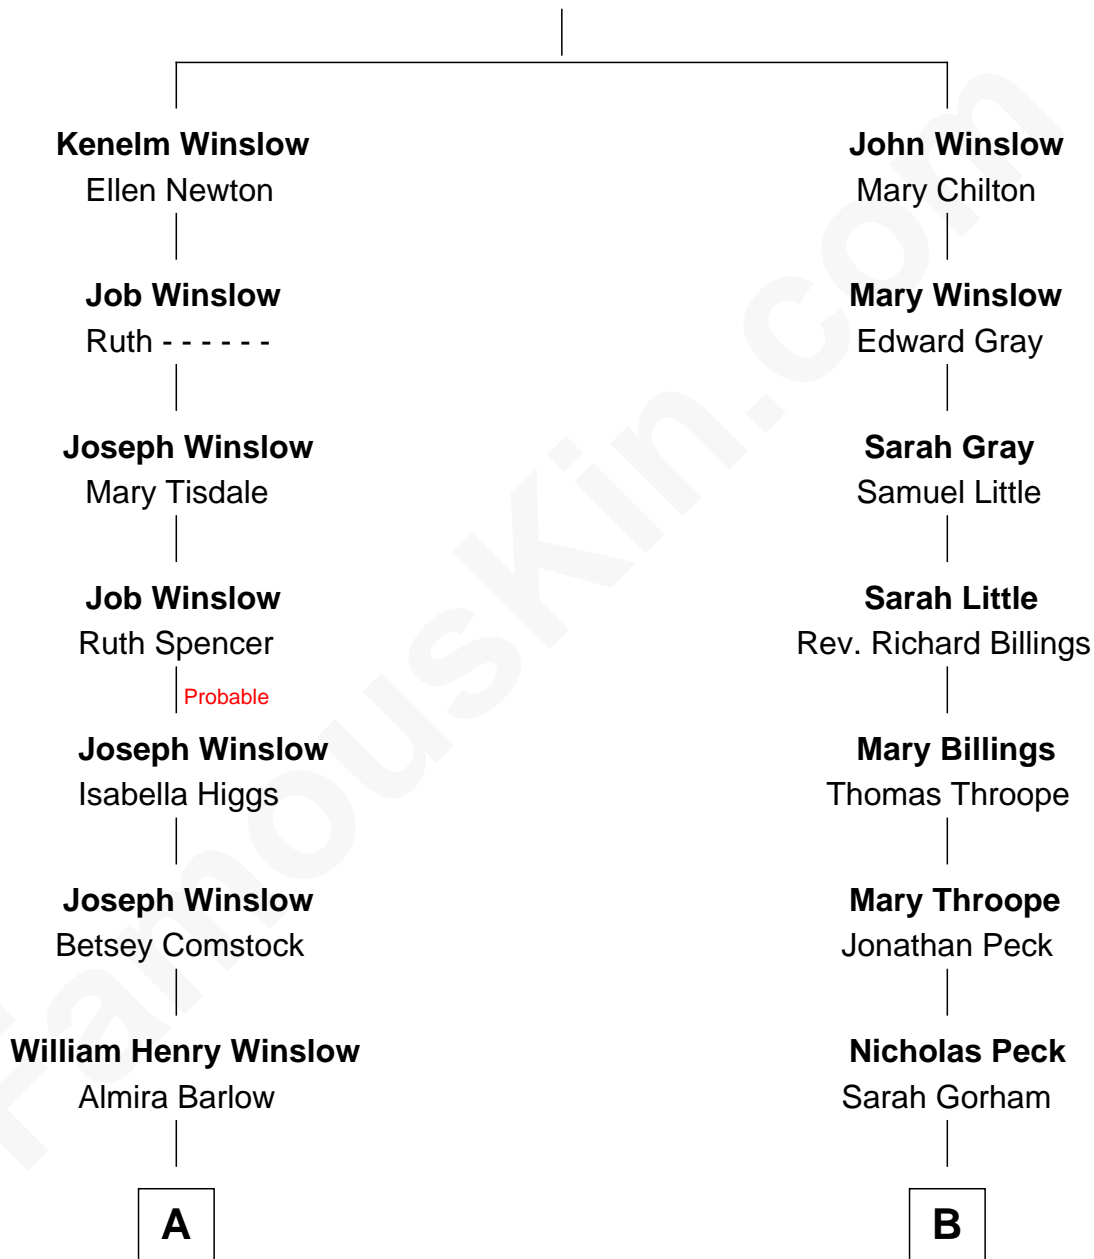 Kenelm Winslow
Ellen Newton
Job Winslow
Ruth - - - - - -
Joseph Winslow
Mary Tisdale
Job Winslow
Ruth Spencer
Probable
Joseph Winslow
Isabella Higgs
Joseph Winslow
Betsey Comstock
William Henry Winslow
Almira Barlow
A
John Winslow
Mary Chilton
Mary Winslow
Edward Gray
Sarah Gray
Samuel Little
Sarah Little
Rev. Richard Billings
Mary Billings
Thomas Throope
Mary Throope
Jonathan Peck
Nicholas Peck
Sarah Gorham
B
FamousKin.com